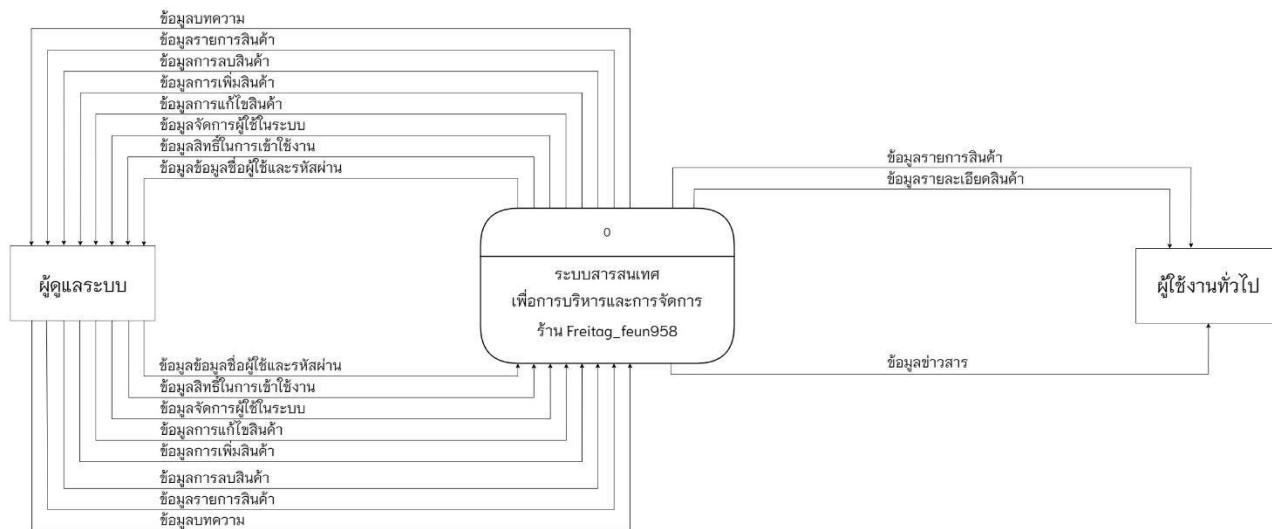 ข้อมูลบทความ
ข้อมูลรายการสินค้า
ข้อมูลการลบสินค้า
ข้อมูลการเพิ่มสินค้า
ข้อมูลการแก้ไขสินค้า
ข้อมูลจัดการผู้ใช้ในระบบ
ข้อมูลสิทธิ์ในการเข้าใช้งาน
ข้อมูลข้อมูลชื่อผู้ใช้และรหัสผ่าน
ข้อมูลรายการสินค้า
ข้อมูลรายละเอียดสินค้า
0
ระบบสารสนเทศ
เพื่อการบริหารและการจัดการ
ร้าน Freitag_feun958
ผู้ดูแลระบบ
ผู้ใช้งานทั่วไป
ข้อมูลข้อมูลชื่อผู้ใช้และรหัสผ่าน
ข้อมูลสิทธิ์ในการเข้าใช้งาน
ข้อมูลจัดการผู้ใช้ในระบบ
ข้อมูลการแก้ไขสินค้า
ข้อมูลการเพิ่มสินค้า
ข้อมูลการลบสินค้า
ข้อมูลรายการสินค้า
ข้อมูลบทความ
ข้อมูลข่าวสาร